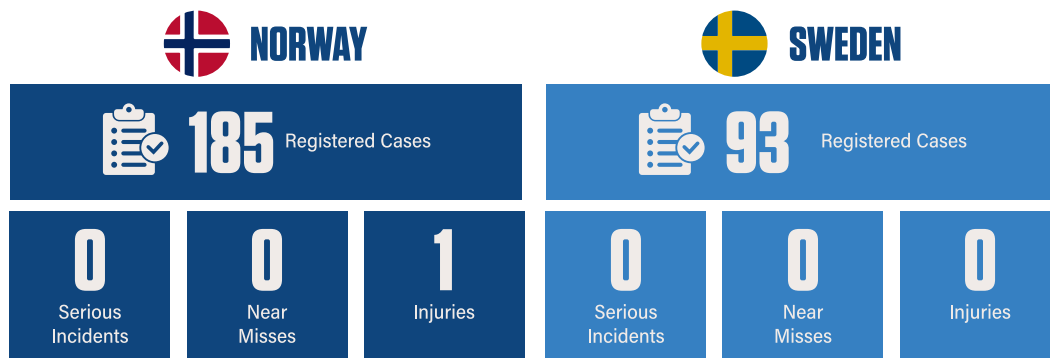 NORWAY
185 Registered Cases
0
Serious
Incidents
0
Near
Misses
1
Injuries
SWEDEN
93 Registered Cases
0
Serious
Incidents
0
Near
Misses
0
Injuries